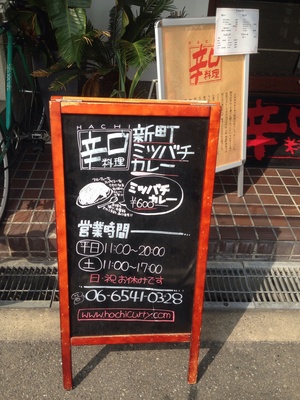 辛口
料理
HACHI
辛口
料理
新町
ミツバチ
カレー
ミツバチ
カレー
¥600
営業時間
平日 11:00~20:00
土 11:00~17:00
日・祝お休みです
06-6541-0328
www.hachicurry.com
辛口